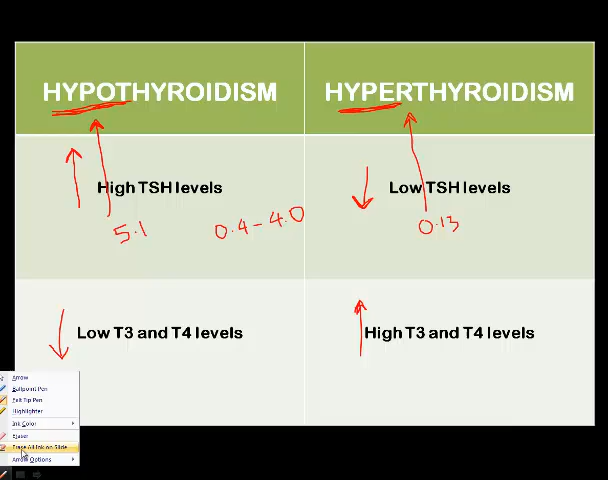 HYPOTHYROIDISM
HYPERTHYROIDISM
High TSH levels
Low TSH levels
5.1
0.4-4.0
0.13
Low T3 and T4 levels
High T3 and T4 levels
Arrow
Ballpoint Pen
Felt Tip Pen
Highlighter
Ink Color
Eraser
Erase All Ink on Slide
Arrow Options